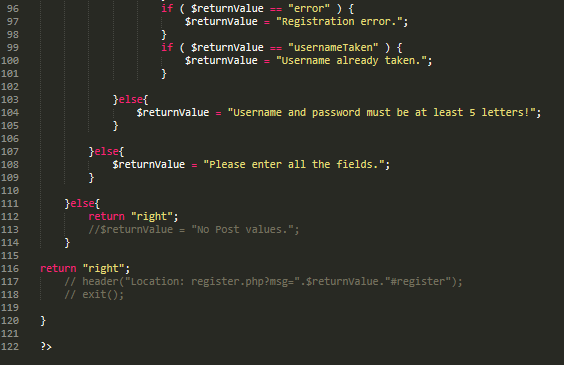 96 if ( $returnValue == "error" ) {
97 $returnValue = "Registration error.";
98 }
99 if ( $returnValue == "usernameTaken" ) {
100 $returnValue = "Username already taken.";
101 }
102
103 }else{
104 $returnValue = "Username and password must be at least 5 letters!";
105 }
106
107 }else{
108 $returnValue = "Please enter all the fields.";
109 }
110
111 }else{
112 return "right";
113 //$returnValue = "No Post values.";
114 }
115
116 return "right";
117 // header("Location: register.php?msg=".$returnValue."#register");
118 // exit();
119
120 }
121
122 ?>